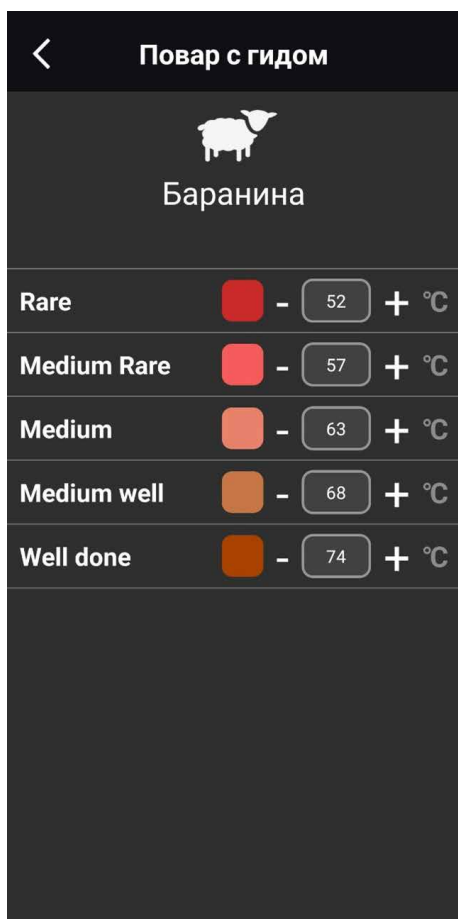 Повар с гидом
Баранина
Rare - 52 + °C
Medium Rare - 57 + °C
Medium - 63 + °C
Medium well - 68 + °C
Well done - 74 + °C